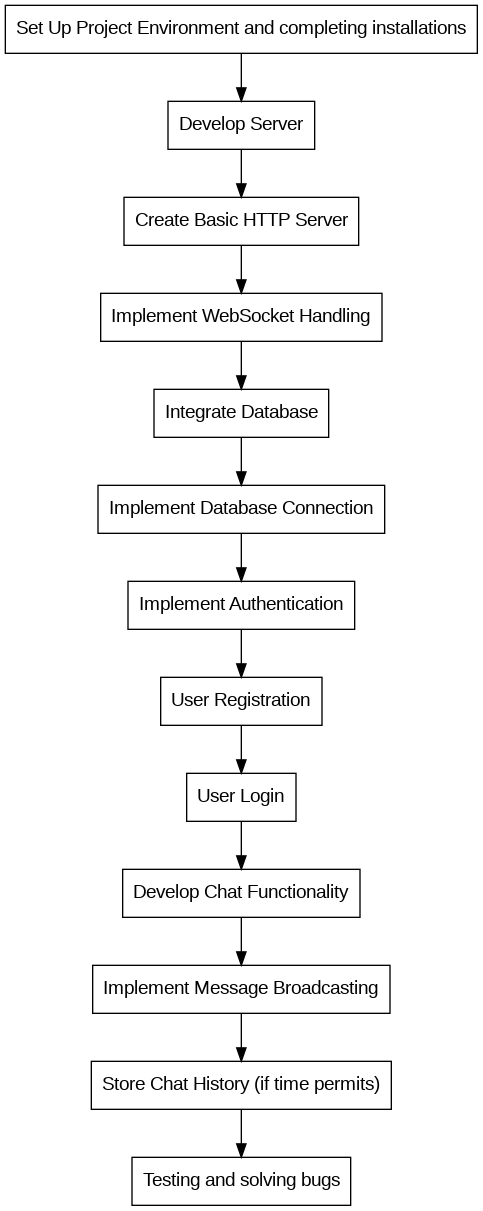 Set Up Project Environment and completing installations
Develop Server
Create Basic HTTP Server
Implement WebSocket Handling
Integrate Database
Implement Database Connection
Implement Authentication
User Registration
User Login
Develop Chat Functionality
Implement Message Broadcasting
Store Chat History (if time permits)
Testing and solving bugs